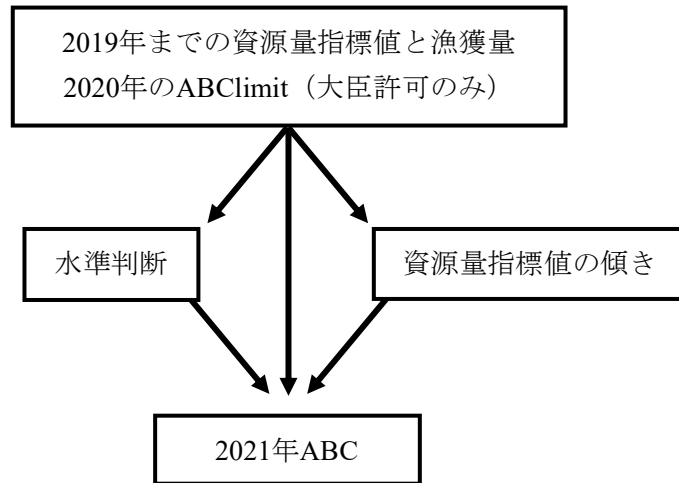 2019年までの資源量指標値と漁獲量
2020年のABClimit（大臣許可のみ）
水準判断
資源量指標値の傾き
2021年ABC